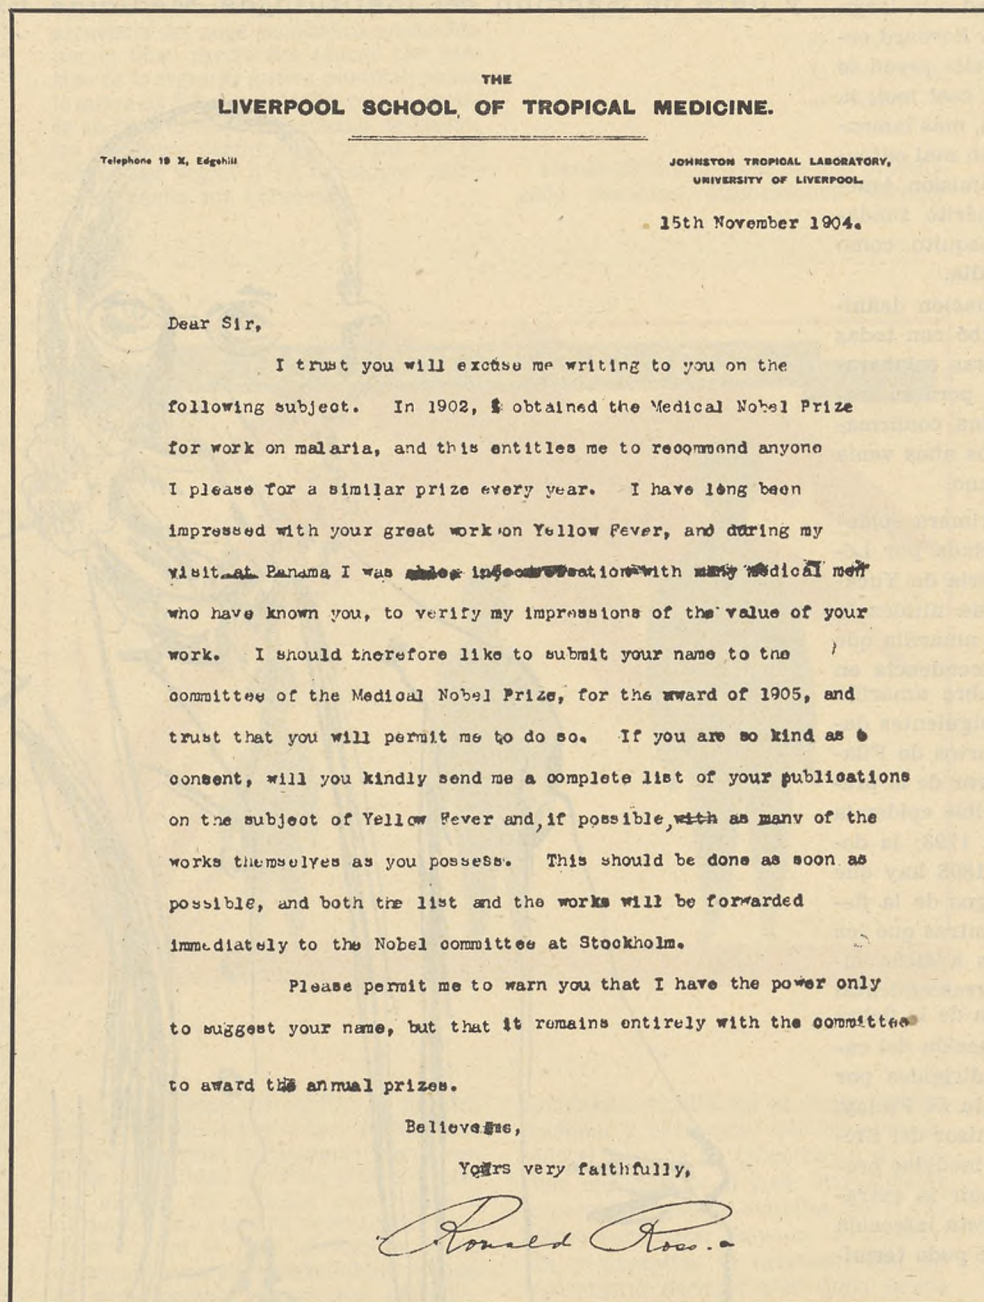 THE
LIVERPOOL SCHOOL OF TROPICAL MEDICINE.
Telephone 19 X, Edgehill
JOHNSTON TROPICAL LABORATORY,
UNIVERSITY OF LIVERPOOL.
15th November 1904.
Dear Sir,
I trust you will excuse me writing to you on the
following subject. In 1902, I obtained the Medical Nobel Prize
for work on malaria, and this entitles me to recommend anyone
I please for a similar prize every year. I have long been
impressed with your great work on Yellow Fever, and during my
visit at Panama I was able in conversation with many medical men
who have known you, to verify my impressions of the value of your
work. I should therefore like to submit your name to the
committee of the Medical Nobel Prize, for the award of 1905, and
trust that you will permit me to do so. If you are so kind as
consent, will you kindly send me a complete list of your publications
on the subject of Yellow Fever and, if possible, with as many of the
works themselves as you possess. This should be done as soon as
possible, and both the list and the works will be forwarded
immediately to the Nobel committee at Stockholm.
Please permit me to warn you that I have the power only
to suggest your name, but that it remains entirely with the committee
to award the annual prizes.
Believe me,
Yours very faithfully,
Ronald Ross.